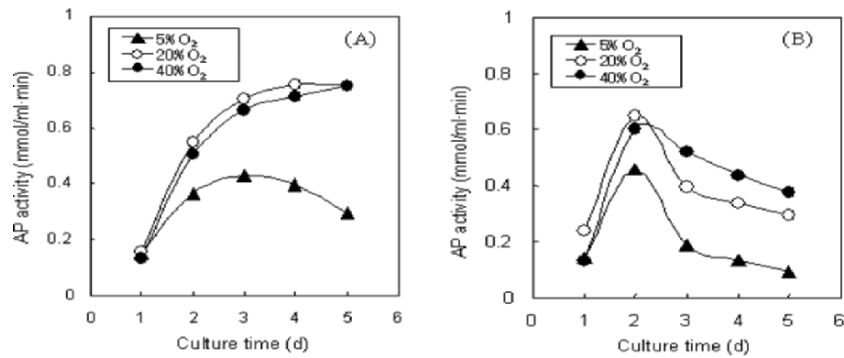 (A)
5% O₂
20% O₂
40% O₂
AP activity (mmol/ml·min)
1
0.8
0.6
0.4
0.2
0
0 1 2 3 4 5 6
Culture time (d)
(B)
5% O₂
20% O₂
40% O₂
AP activity (mmol/ml·min)
1
0.8
0.6
0.4
0.2
0
0 1 2 3 4 5 6
Culture time (d)